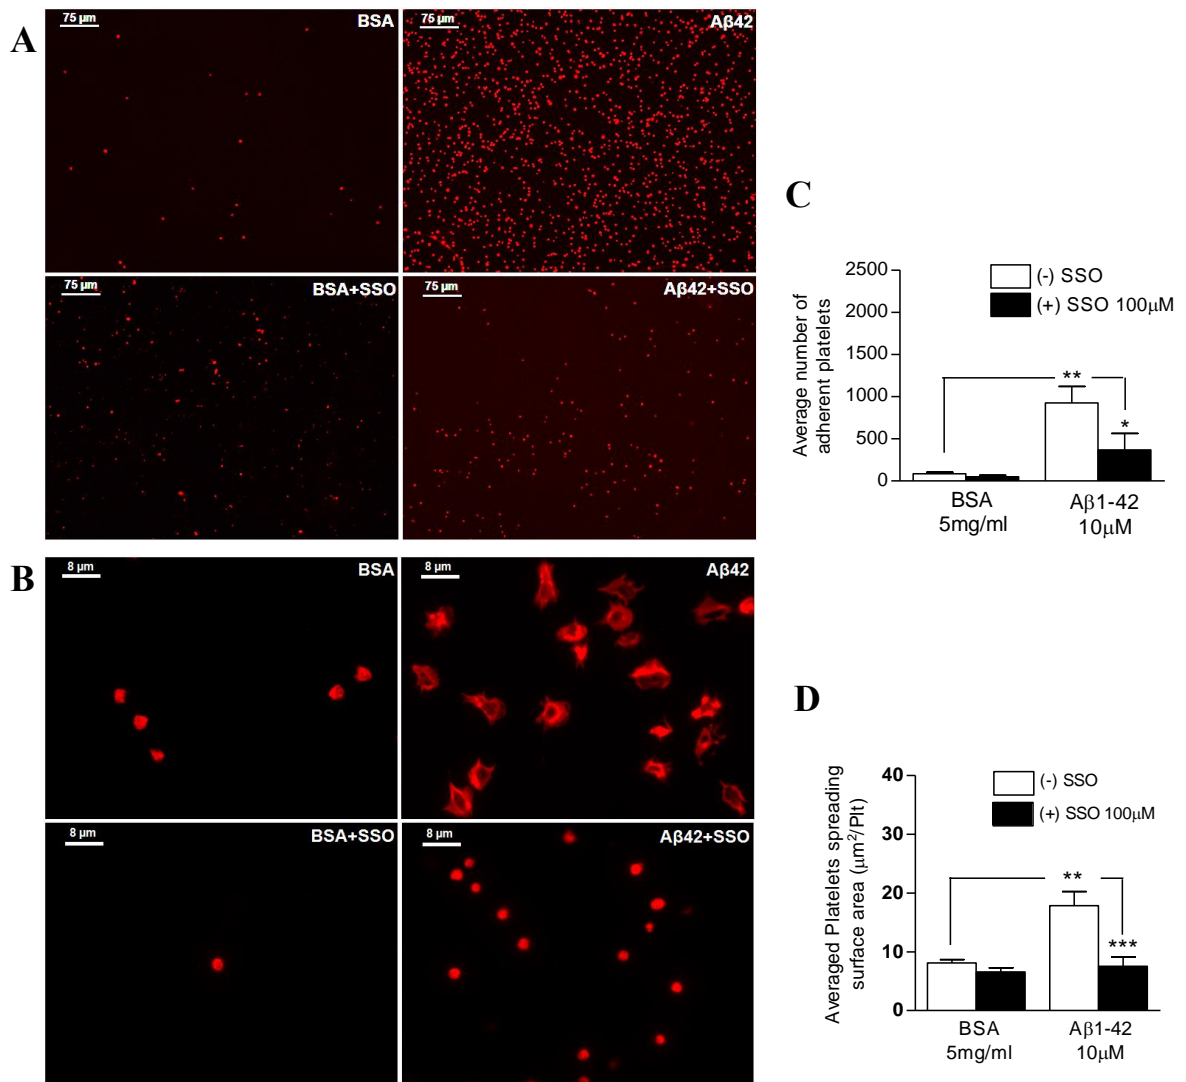 A
75 µm
BSA
75 µm
Aβ42
75 µm
BSA+SSO
75 µm
Aβ42+SSO
B
8 µm
BSA
8 µm
Aβ42
8 µm
BSA+SSO
8 µm
Aβ42+SSO
C
Average number of
adherent platelets
2500
2000
1500
1000
500
0
(-) SSO
(+) SSO 100µM
**
*
BSA
5mg/ml
Aβ1-42
10µM
D
Averaged Platelets spreading
surface area (µm²/Plt)
40
30
20
10
0
(-) SSO
(+) SSO 100µM
**
***
BSA
5mg/ml
Aβ1-42
10µM